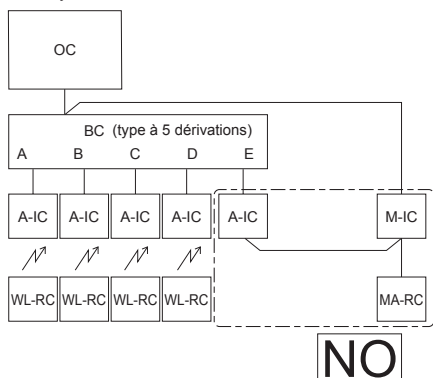 OC
BC (type à 5 dérivations)
A B C D E
A-IC A-IC A-IC A-IC A-IC M-IC
WL-RC WL-RC WL-RC WL-RC MA-RC
NO